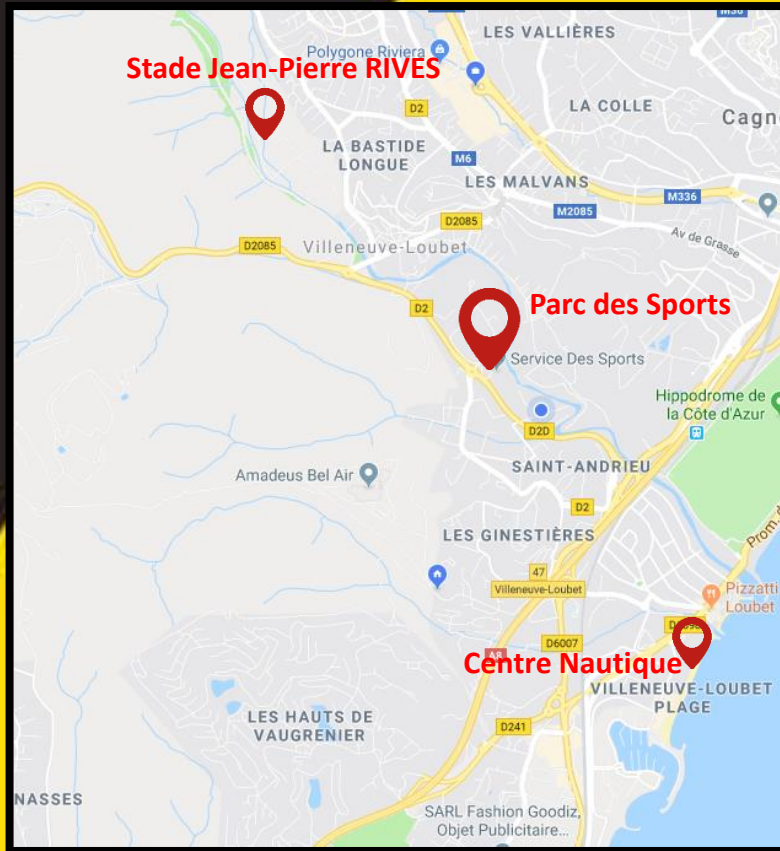 LES VALLIÈRES
Polygone Riviera
Stade Jean-Pierre RIVES
D2
LA COLLE
LA BASTIDE
LONGUE
M6
LES MALVANS
M336
M2085
D2085
Av de Grasse
D2085
Villeneuve-Loubet
D2
Parc des Sports
Service Des Sports
Hippodrome de
la Côte d'Azur
D2D
SAINT-ANDRIEU
Amadeus Bel Air
D2
LES GINESTIÈRES
47
Villeneuve-Loubet
Pizzatti
Loubet
D6007
A8
Centre Nautique
VILLENEUVE-LOUBET
PLAGE
LES HAUTS DE
VAUGRENIER
D241
NASSES
SARL Fashion Goodiz,
Objet Publicitaire...